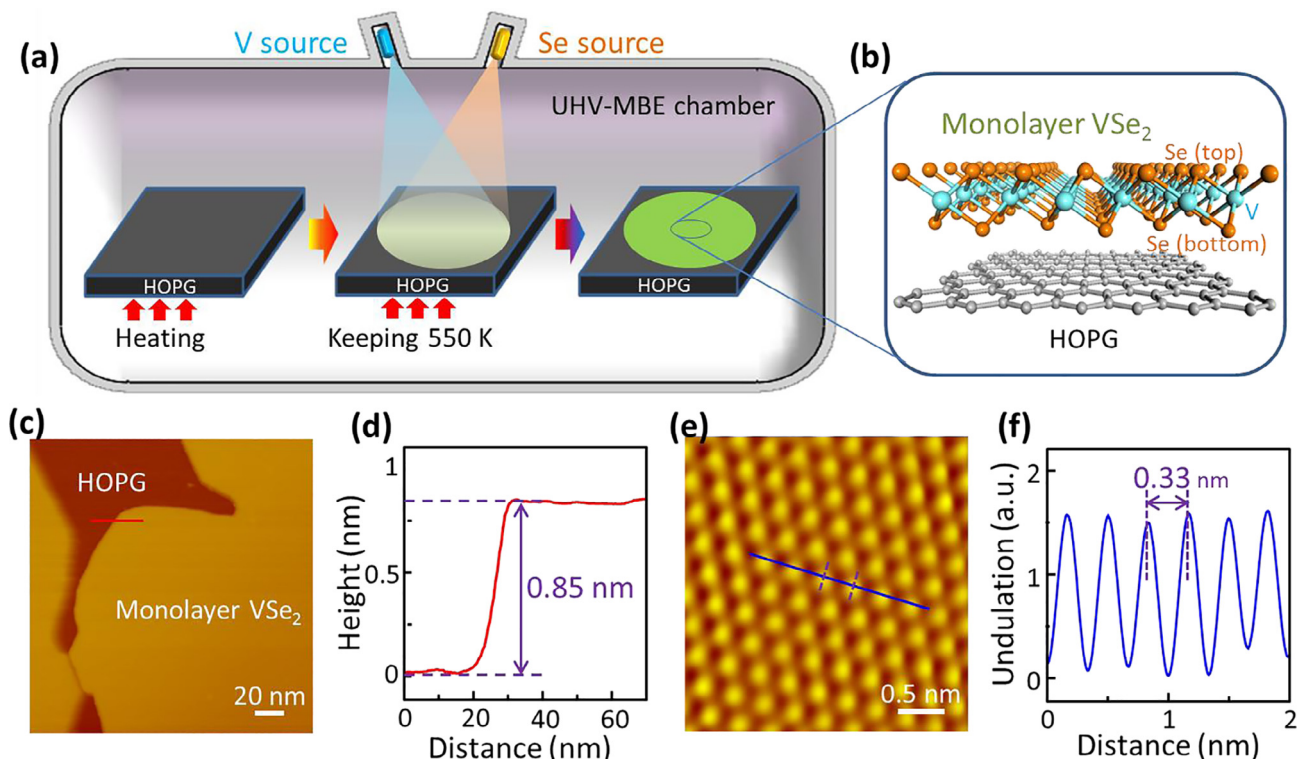 (a)
V source
Se source
UHV-MBE chamber
HOPG
HOPG
HOPG
Heating
Keeping 550 K
(b)
Monolayer VSe₂
Se (top)
V
Se (bottom)
HOPG
(c)
HOPG
Monolayer VSe₂
20 nm
(d)
Height (nm)
1
0.5
0
0.85 nm
0 20 40 60
Distance (nm)
(e)
0.5 nm
(f)
Undulation (a.u.)
2
1
0
0.33 nm
0 1 2
Distance (nm)